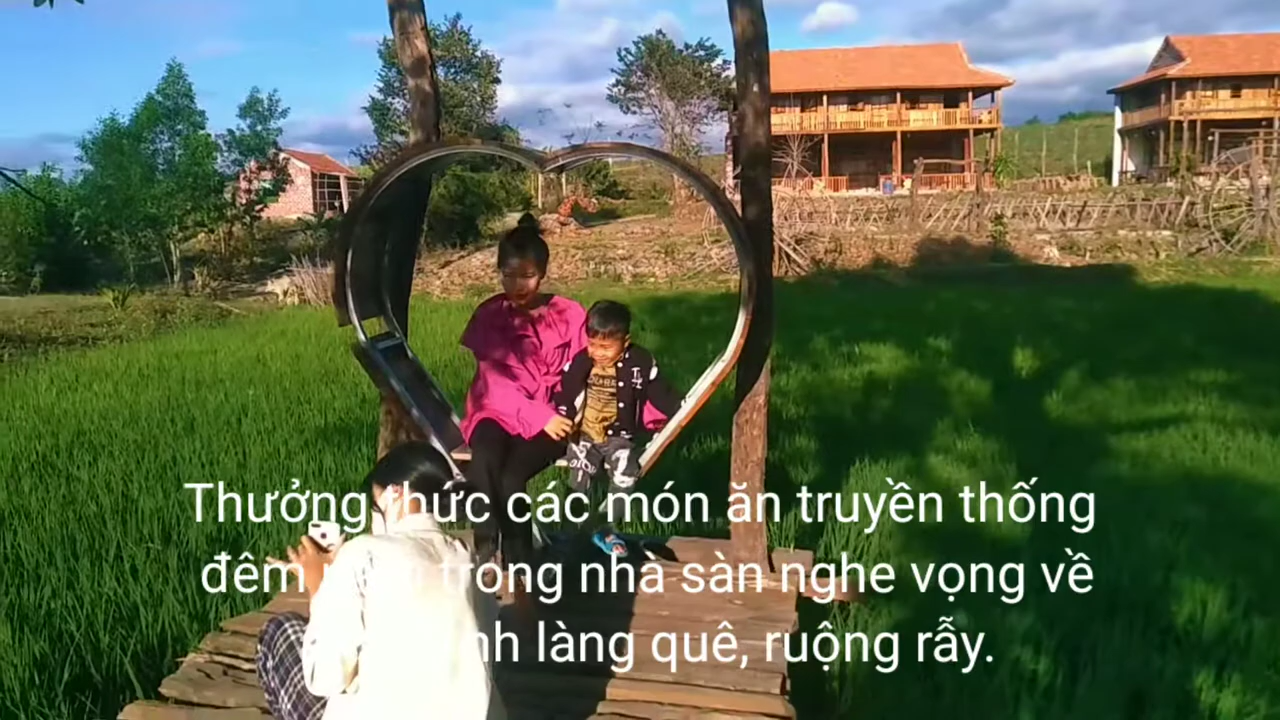 Thưởng thức các món ăn truyền thống
đêm trong nhà sàn nghe vọng về
làng quê, ruộng rẫy.